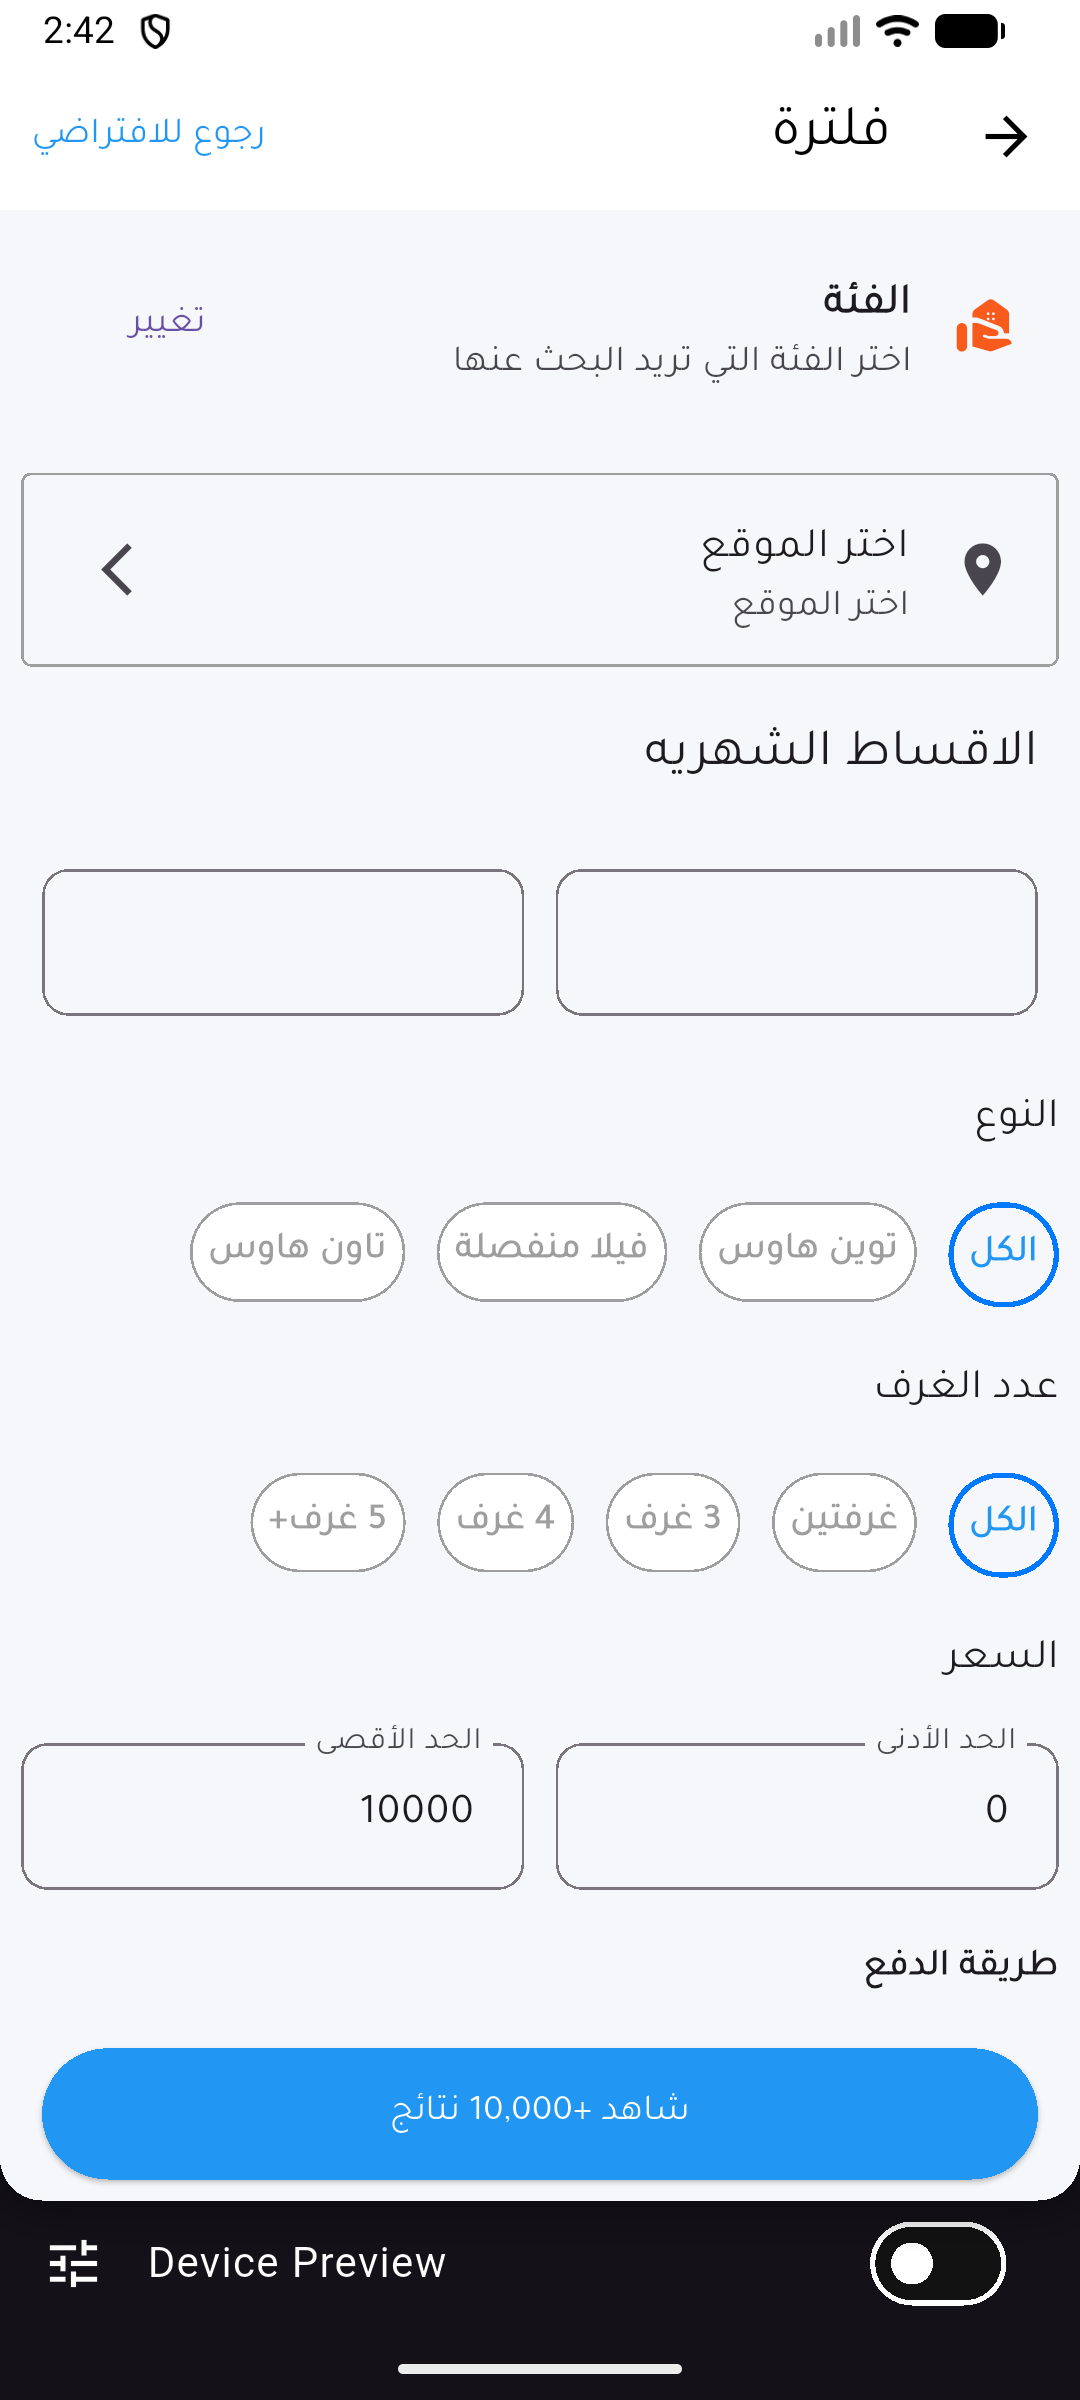 2:42
فلترة
رجوع للافتراضي
الفئة
اختر الفئة التي تريد البحث عنها
تغيير
اختر الموقع
اختر الموقع
الاقساط الشهريه
النوع
الكل
توين هاوس
فيلا منفصلة
تاون هاوس
عدد الغرف
الكل
غرفتين
3 غرف
4 غرف
5 غرف+
السعر
الحد الأدنى
0
الحد الأقصى
10000
طريقة الدفع
شاهد +10,000 نتائج
Device Preview